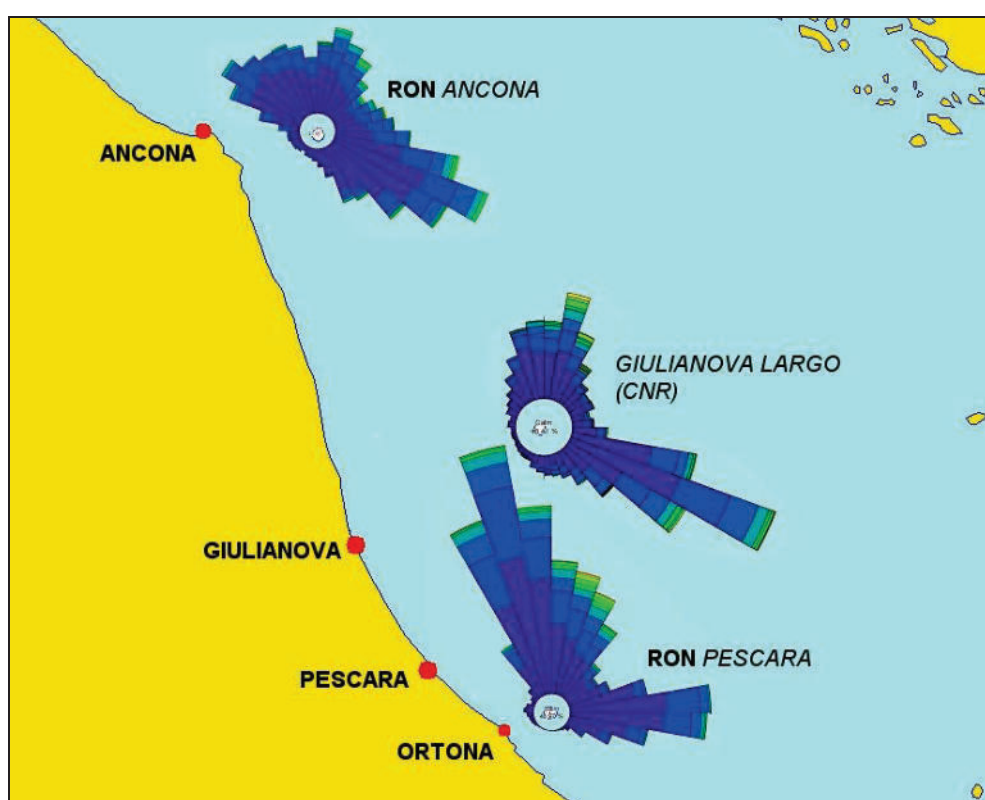 RON ANCONA
ANCONA
GIULIANOVA LARGO
(CNR)
GIULIANOVA
RON PESCARA
PESCARA
ORTONA